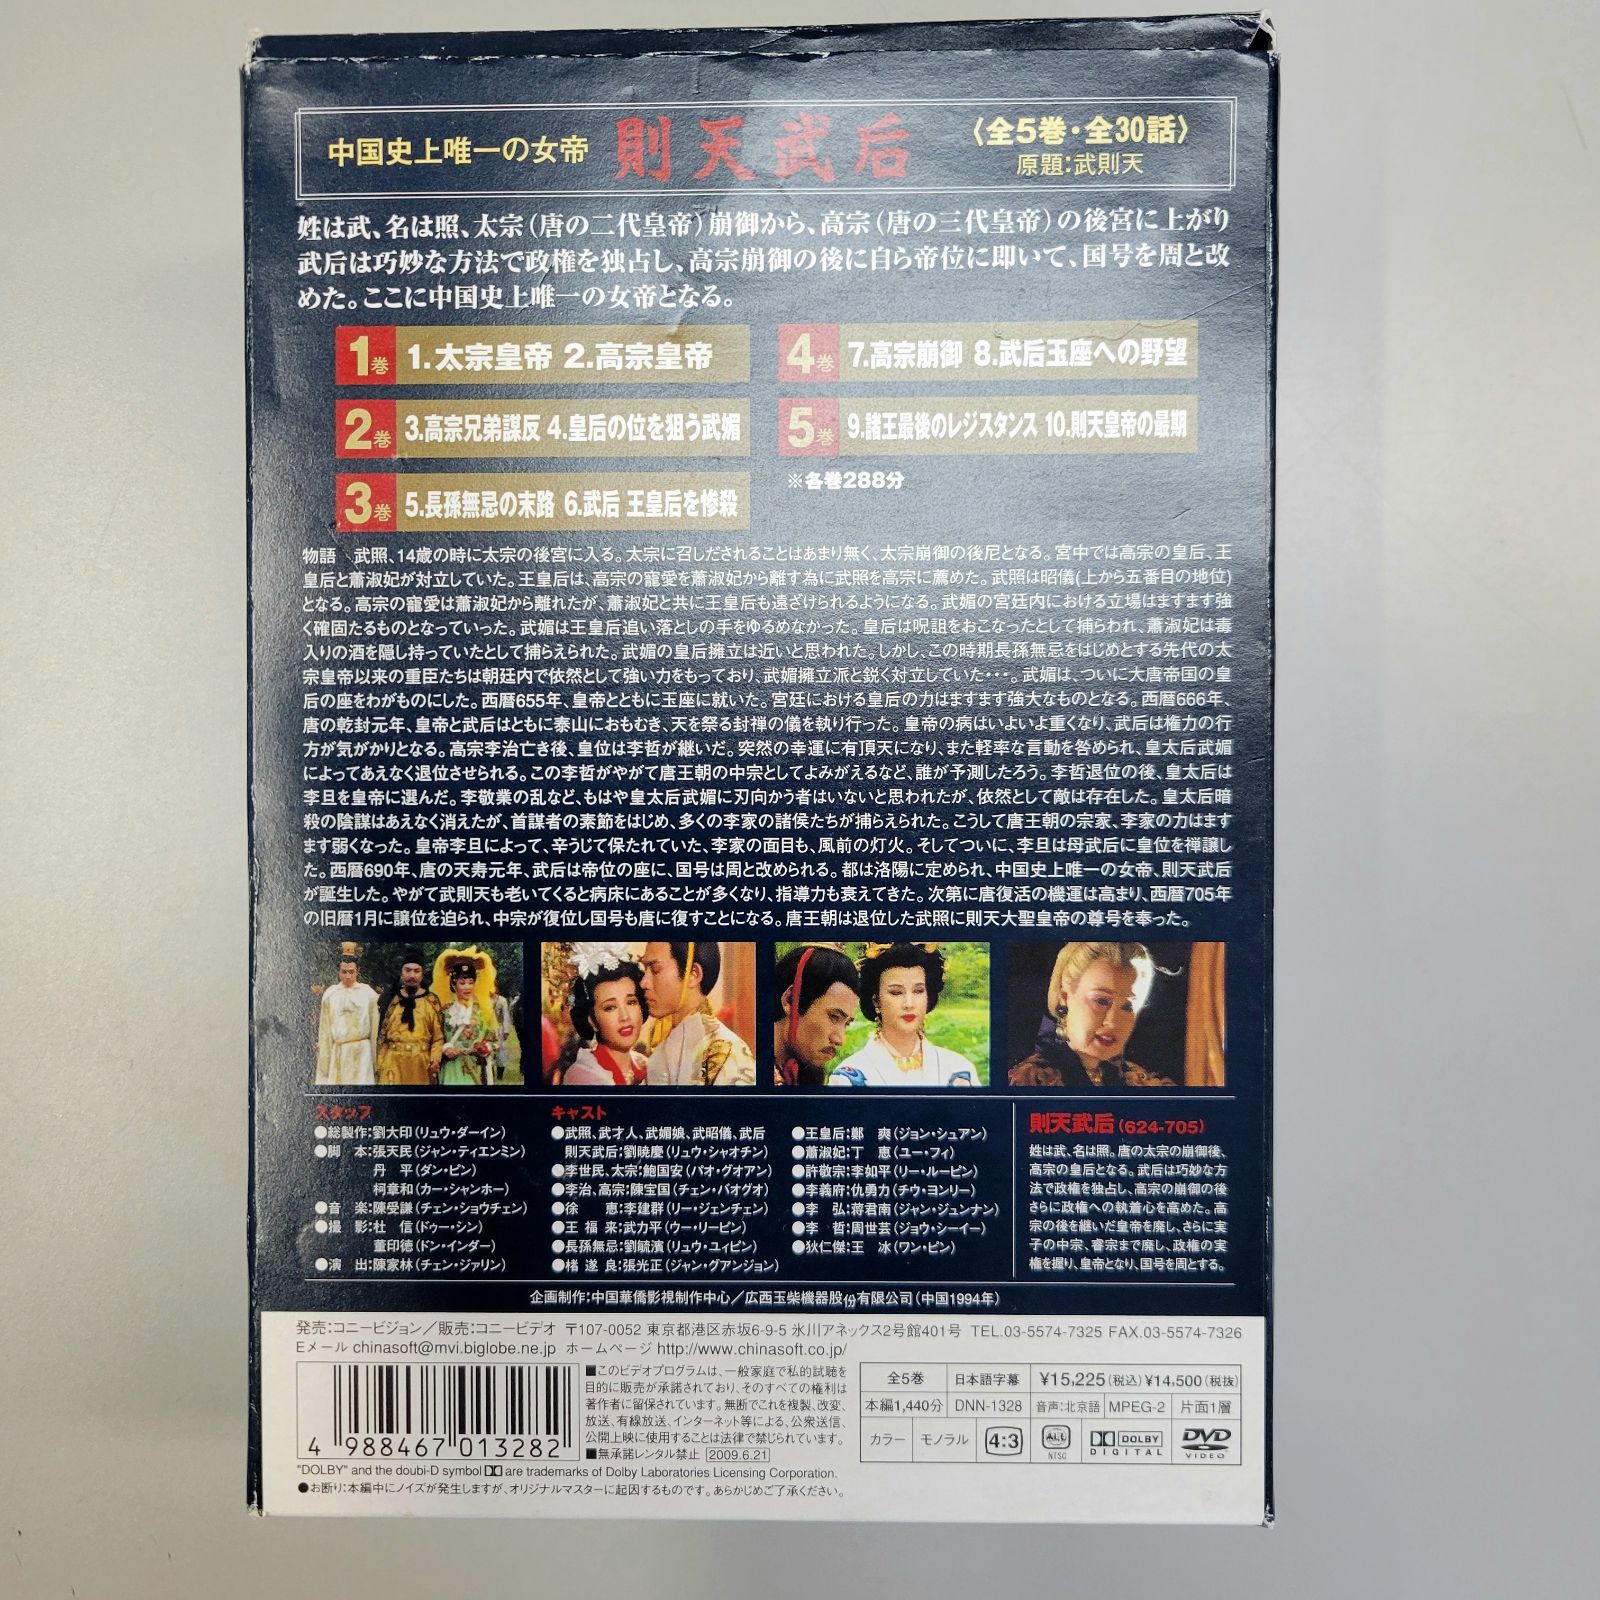 中国史上唯一の女帝 則天武后 〈全5巻・全30話〉
原題:武則天
姓は武、名は照、太宗(唐の二代皇帝)崩御から、高宗(唐の三代皇帝)の後宮に上がり
武后は巧妙な方法で政権を独占し、高宗崩御の後に自ら帝位に即いて、国号を周と改
めた。ここに中国史上唯一の女帝となる。
1巻 1.太宗皇帝 2.高宗皇帝
2巻 3.高宗兄弟謀反 4.皇后の位を狙う武媚
3巻 5.長孫無忌の末路 6.武后 王皇后を惨殺
4巻 7.高宗崩御 8.武后玉座への野望
5巻 9.諸王最後のレジスタンス 10.則天皇帝の最期
※各巻288分
物語 武照、14歳の時に太宗の後宮に入る。太宗に召しだされることはあまり無く、太宗崩御の後尼となる。宮中では高宗の皇后、王
皇后と蕭淑妃が対立していた。王皇后は、高宗の寵愛を蕭淑妃から離す為に武照を高宗に薦めた。武照は昭儀(上から五番目の地位)
となる。高宗の寵愛は蕭淑妃から離れたが、蕭淑妃と共に王皇后も遠ざけられるようになる。武媚の宮廷内における立場はますます強
く確固たるものとなっていった。武媚は王皇后追い落としの手をゆるめなかった。皇后は呪詛をおこなったとして捕らわれ、蕭淑妃は毒
入りの酒を隠し持っていたとして捕らえられた。武媚の皇后擁立は近いと思われた。しかし、この時期長孫無忌をはじめとする先代の太
宗皇帝以来の重臣たちは朝廷内で依然として強い力をもっており、武媚擁立派と鋭く対立していた・・・。武媚は、ついに大唐帝国の皇
后の座をわがものにした。西暦655年、皇帝とともに玉座に就いた。宮廷における皇后の力はますます強大なものとなる。西暦666年、
唐の乾封元年、皇帝と武后はともに泰山におもむき、天を祭る封禅の儀を執り行った。皇帝の病はいよいよ重くなり、武后は権力の行
方が気がかりとなる。高宗李治亡き後、皇位は李哲が継いだ。突然の幸運に有頂天になり、また軽率な言動を咎められ、皇太后武媚
によってあえなく退位させられる。この李哲がやがて唐王朝の中宗としてよみがえるなど、誰が予測したろう。李哲退位の後、皇太后は
李旦を皇帝に選んだ。李敬業の乱など、もはや皇太后武媚に刃向かう者はいないと思われたが、依然として敵は存在した。皇太后暗
殺の陰謀はあえなく消えたが、首謀者の素節をはじめ、多くの李家の諸侯たちが捕らえられた。こうして唐王朝の宗家、李家の力はます
ます弱くなった。皇帝李旦によって、辛うじて保たれていた、李家の面目も、風前の灯火。そしてついに、李旦は母武后に皇位を禅譲し
た。西暦690年、唐の天寿元年、武后は帝位の座に、国号は周と改められる。都は洛陽に定められ、中国史上唯一の女帝、則天武后
が誕生した。やがて武則天も老いてくると病床にあることが多くなり、指導力も衰えてきた。次第に唐復活の機運は高まり、西暦705年
の旧暦1月に譲位を迫られ、中宗が復位し国号も唐に復すことになる。唐王朝は退位した武照に則天大聖皇帝の尊号を奉った。
スタッフ
●総製作:劉大印(リュウ・ダーイン)
●脚 本:張天民(ジャン・ティエンミン)
丹 平(ダン・ピン)
柯章和(カー・シャンホー)
●音 楽:陳受謙(チェン・ショウチェン)
●撮 影:杜 信(ドゥー・シン)
董印徳(ドン・インダー)
●演 出:陳家林(チェン・ジァリン)
キャスト
●武照、武才人、武媚娘、武昭儀、武后
則天武后:劉暁慶(リュウ・シャオチン)
●李世民、太宗:鮑国安(バオ・グオアン)
●李治、高宗:陳宝国(チェン・バオグオ)
●徐 恵:李建群(リー・ジェンチェン)
●王 福 来:武力平(ウー・リーピン)
●長孫無忌:劉毓濱(リュウ・ユィピン)
●楮 遂 良:張光正(ジャン・グアンジョン)
●王皇后:鄭 爽(ジョン・シュアン)
●蕭淑妃:丁 恵(ユー・フィ)
●許敬宗:李如平(リー・ルーピン)
●李義府:仇勇力(チウ・ヨンリー)
●李 弘:蒋君南(ジャン・ジュンナン)
●李 哲:周世芸(ジョウ・シーイー)
●狄仁傑:王 冰(ワン・ビン)
則天武后(624-705)
姓は武、名は照。唐の太宗の崩御後、
高宗の皇后となる。武后は巧妙な方
法で政権を独占し、高宗の崩御の後
さらに政権への執着心を高めた。高
宗の後を継いだ皇帝を廃し、さらに実
子の中宗、睿宗まで廃し、政権の実
権を握り、皇帝となり、国号を周とする。
企画制作:中国華僑影視制作中心/広西玉柴機器股份有限公司(中国1994年)
発売:コニービジョン/販売:コニービデオ 〒107-0052 東京都港区赤坂6-9-5 氷川アネックス2号館401号 TEL.03-5574-7325 FAX.03-5574-7326
Eメール chinasoft@mvi.biglobe.ne.jp ホームページ http://www.chinasoft.co.jp/
4 988467 013282
■このビデオプログラムは、一般家庭で私的試聴を
目的に販売が承諾されており、そのすべての権利は
著作者に留保されています。無断でこれを複製、改変、
放送、有線放送、インターネット等による、公衆送信、
公開上映に使用することは法律で禁じられています。
■無承諾レンタル禁止 2009.6.21
全5巻 日本語字幕 ¥15,225(税込)¥14,500(税抜)
本編1,440分 DNN-1328 音声:北京語 MPEG-2 片面1層
カラー モノラル 4:3 ALL NTSC DOLBY DIGITAL DVD VIDEO
"DOLBY" and the doubi-D symbol are trademarks of Dolby Laboratories Licensing Corporation.
●お断り:本編中にノイズが発生しますが、オリジナルマスターに起因するものです。あらかじめご了承ください。